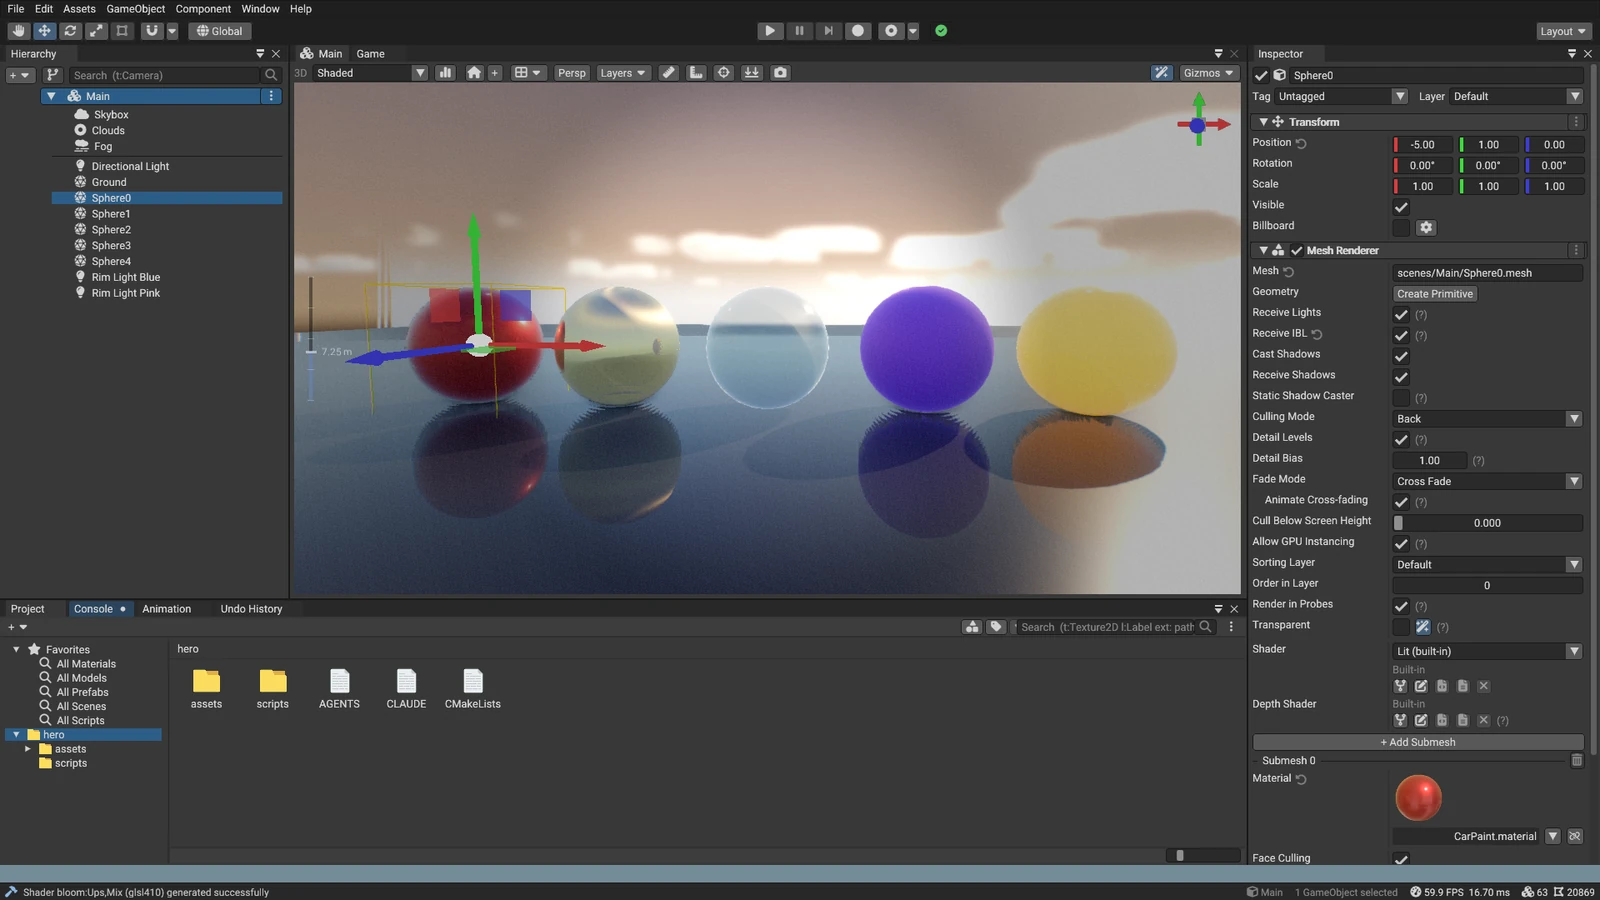 File Edit Assets GameObject Component Window Help
Global
Layout
Hierarchy
Search (t:Camera)
Main
Skybox
Clouds
Fog
Directional Light
Ground
Sphere0
Sphere1
Sphere2
Sphere3
Sphere4
Rim Light Blue
Rim Light Pink
Main Game
3D Shaded Persp Layers Gizmos
7.25 m
Project Console Animation Undo History
Search (t:Texture2D l:Label ext: path
Favorites
All Materials
All Models
All Prefabs
All Scenes
All Scripts
hero
assets
scripts
hero
assets scripts AGENTS CLAUDE CMakeLists
Inspector
Sphere0
Tag Untagged Layer Default
Transform
Position -5.00 1.00 0.00
Rotation 0.00° 0.00° 0.00°
Scale 1.00 1.00 1.00
Visible
Billboard
Mesh Renderer
Mesh scenes/Main/Sphere0.mesh
Geometry Create Primitive
Receive Lights (?)
Receive IBL (?)
Cast Shadows
Receive Shadows
Static Shadow Caster (?)
Culling Mode Back
Detail Levels (?)
Detail Bias 1.00 (?)
Fade Mode Cross Fade
Animate Cross-fading (?)
Cull Below Screen Height 0.000
Allow GPU Instancing (?)
Sorting Layer Default
Order in Layer 0
Render in Probes (?)
Transparent (?)
Shader Lit (built-in)
Built-in
Depth Shader Built-in
(?)
+ Add Submesh
Submesh 0
Material
CarPaint.material
Face Culling
Shader bloom:Ups,Mix (glsl410) generated successfully
Main 1 GameObject selected 59.9 FPS 16.70 ms 63 20869